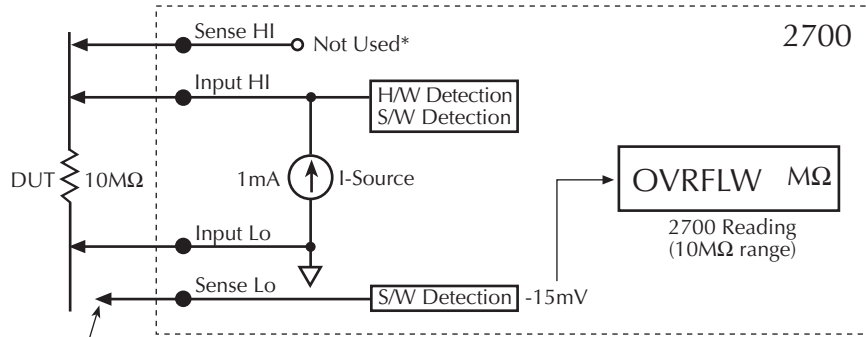 Sense HI
Not Used*
2700
Input HI
H/W Detection
S/W Detection
DUT
10MΩ
1mA
I-Source
OVRFLW MΩ
2700 Reading
(10MΩ range)
Input Lo
Sense Lo
S/W Detection
-15mV